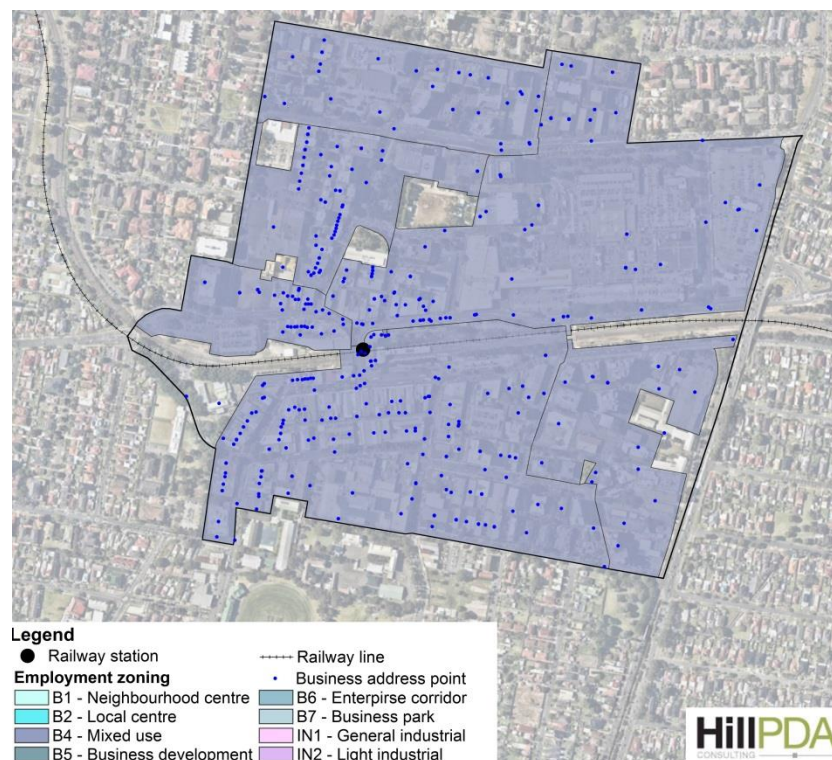 Legend
Railway station
Railway line
Employment zoning
Business address point
B1 - Neighbourhood centre
B6 - Enterpirse corridor
B2 - Local centre
B7 - Business park
B4 - Mixed use
IN1 - General industrial
B5 - Business development
IN2 - Light industrial
HillPDA
CONSULTING